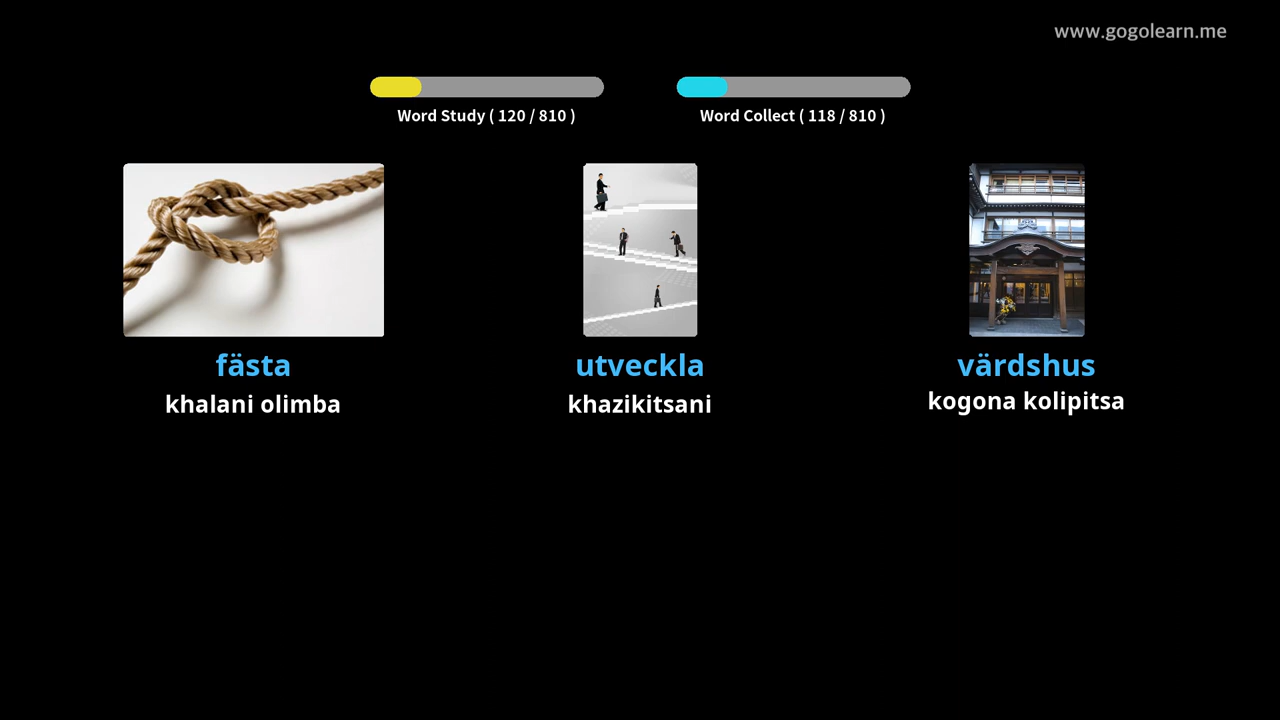 www.gogolearn.me
Word Study ( 120 / 810 )
Word Collect ( 118 / 810 )
fästa
utveckla
värdshus
khalani olimba
khazikitsani
kogona kolipitsa